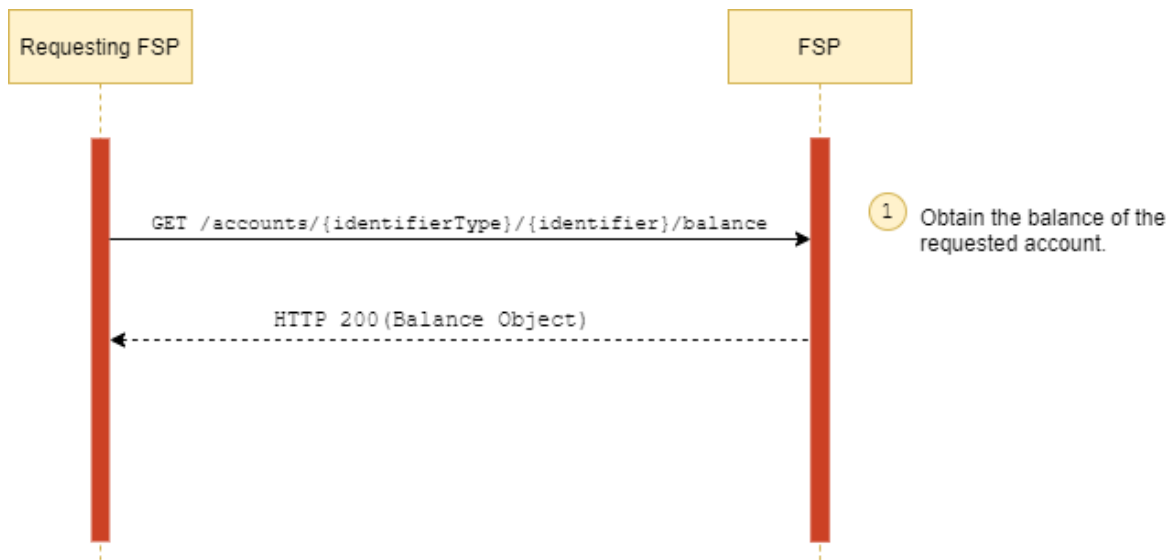 Requesting FSP
FSP
GET /accounts/{identifierType}/{identifier}/balance
1
Obtain the balance of the
requested account.
HTTP 200(Balance Object)